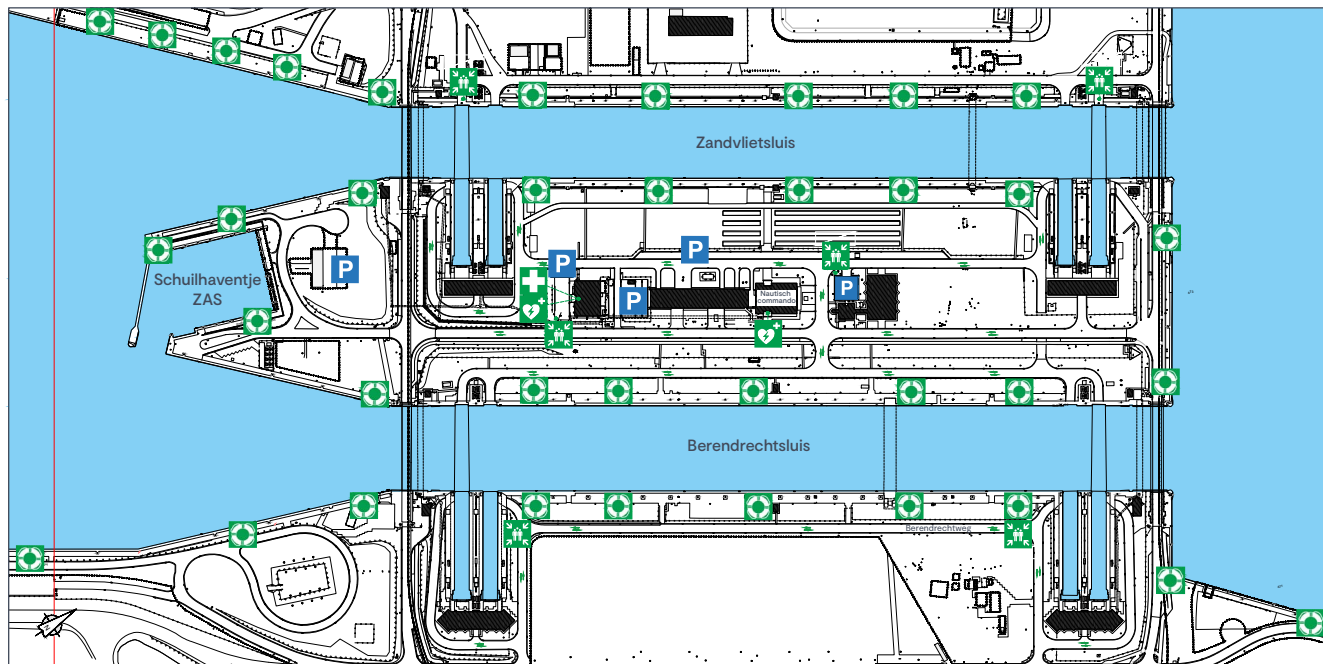 Zandvlietsluis
Schuilhaventje
ZAS
P
P
P
P
P
Nautisch
commando
Berendrechtsluis
Berendrechtweg